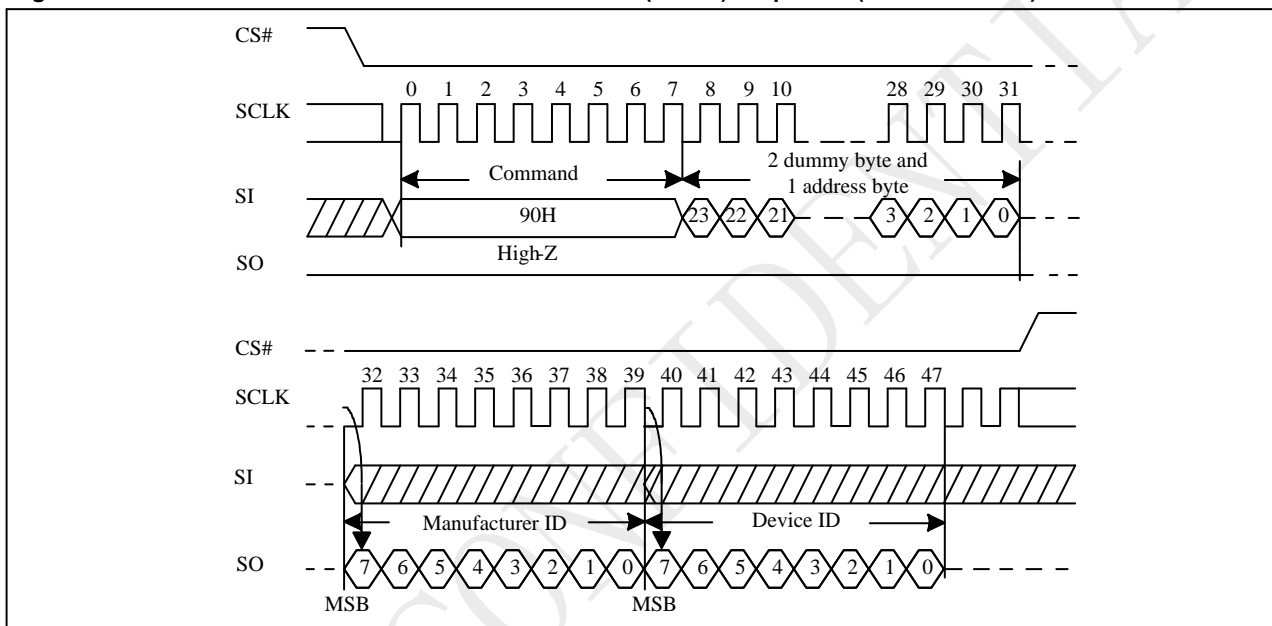 CS#
0 1 2 3 4 5 6 7 8 9 10 28 29 30 31
SCLK
Command
2 dummy byte and
1 address byte
SI
90H
23 22 21 3 2 1 0
High-Z
SO
CS#
32 33 34 35 36 37 38 39 40 41 42 43 44 45 46 47
SCLK
SI
Manufacturer ID
Device ID
SO
7 6 5 4 3 2 1 0 7 6 5 4 3 2 1 0
MSB
MSB